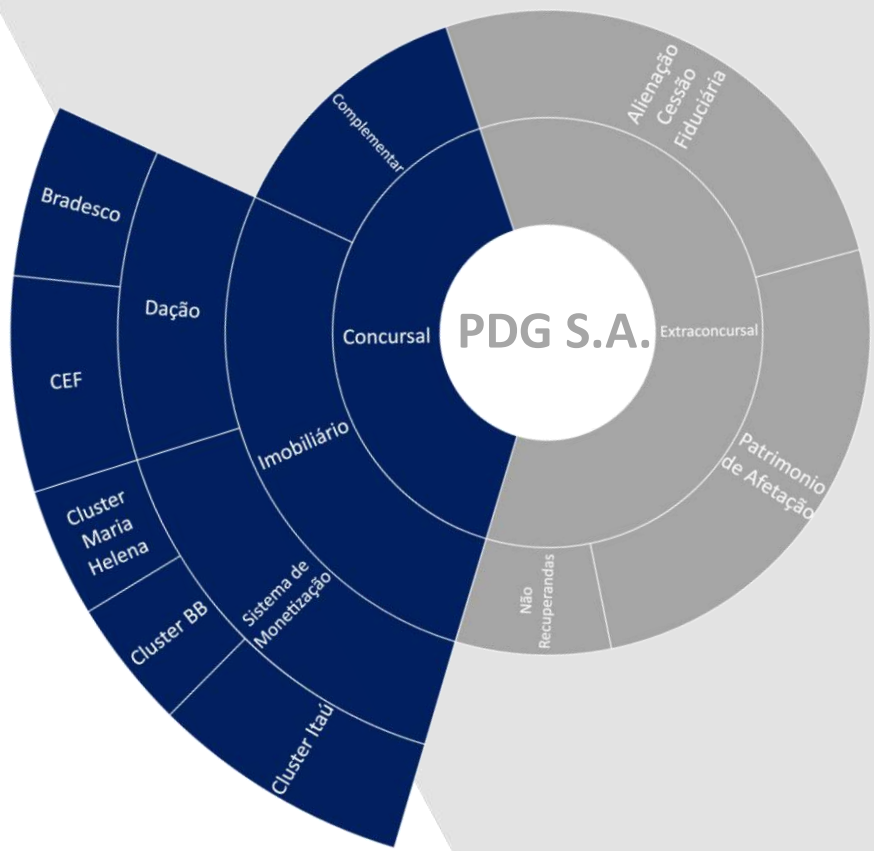 PDG S.A.
Concursal
Extraconcursal
Complementar
Imobiliário
Dação
Bradesco
CEF
Sistema de
Monetização
Cluster
Maria
Helena
Cluster BB
Cluster Itaú
Alienação
Cessão
Fiduciária
Patrimonio
de Afetação
Não
Recuperandas